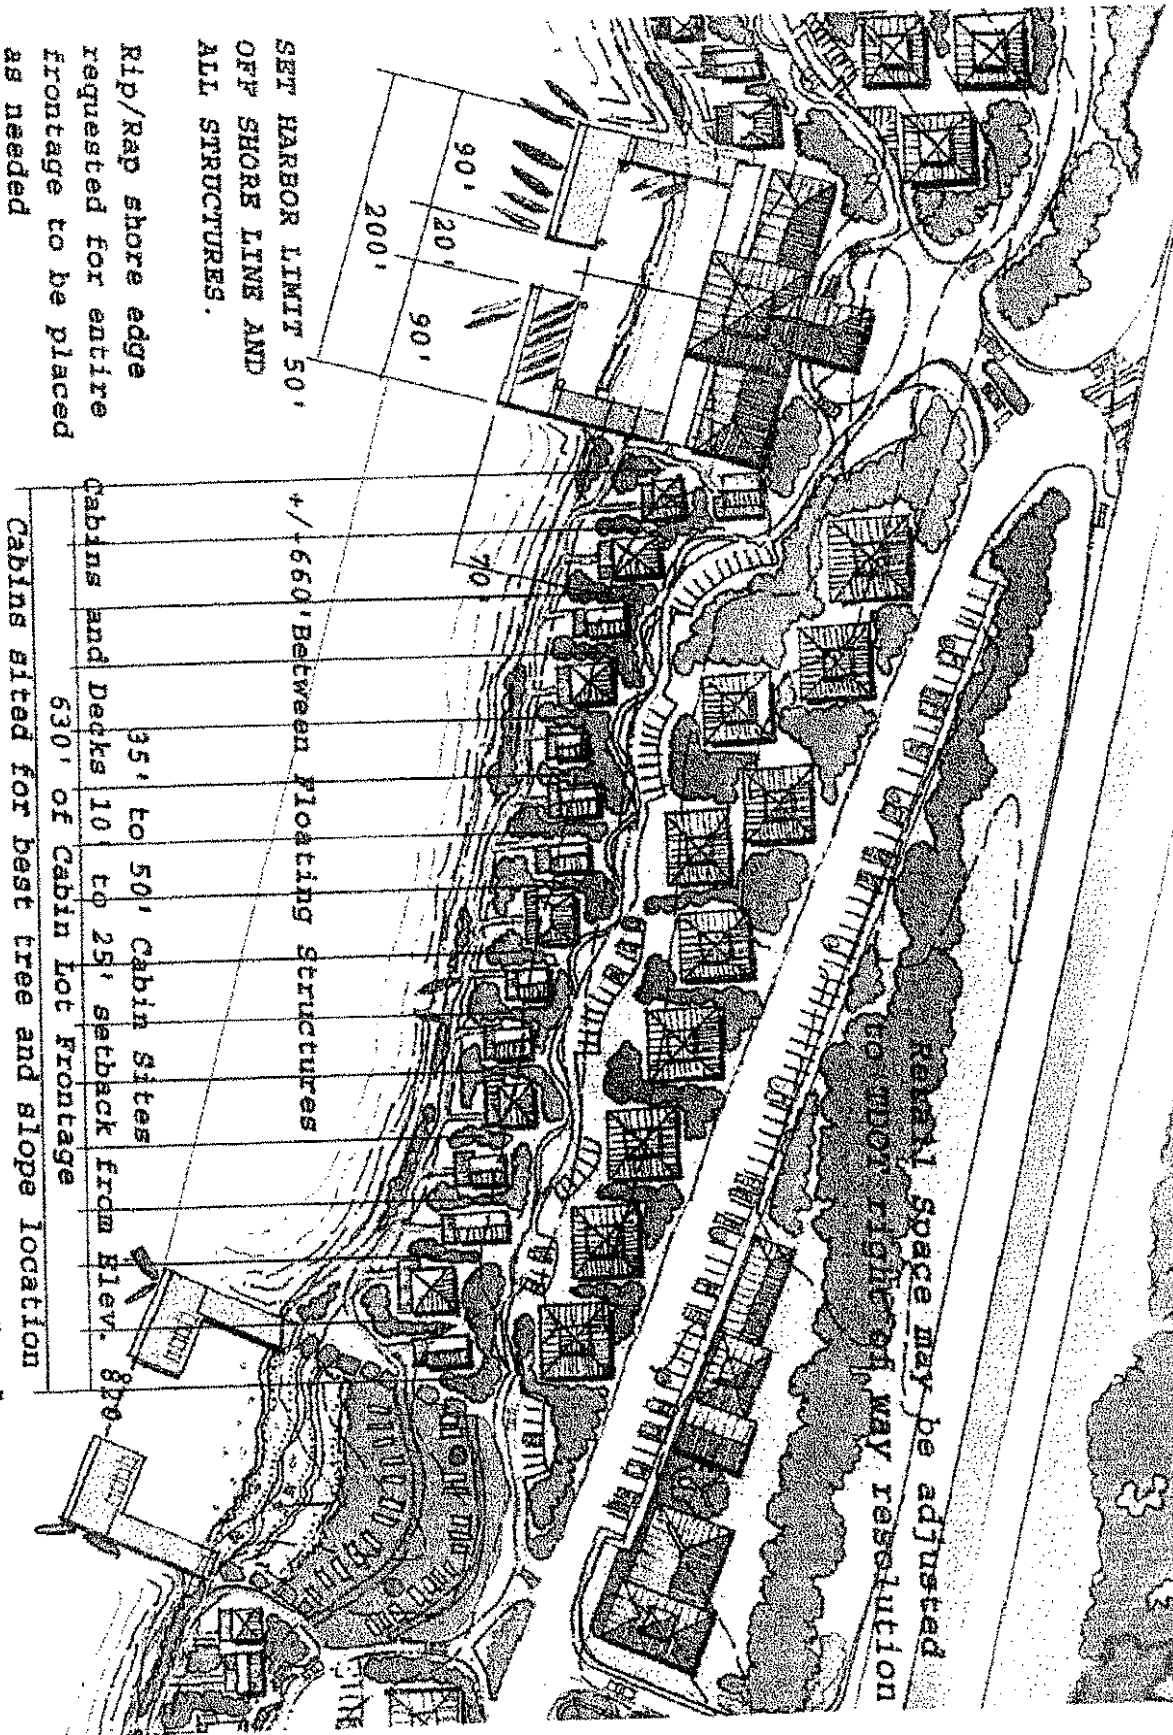 Retail Space may be adjusted
to TDOT right of way resolution
SET HARBOR LIMIT 50'
OFF SHORE LINE AND
ALL STRUCTURES.
90'
20'
90'
200'
70'
+/-660' Between Floating Structures
Rip/Rap shore edge
requested for entire
frontage to be placed
as needed
35' to 50' Cabin Sites
Cabins and Decks 10' to 25' setback from Elev. 820
630' of Cabin Lot Frontage
Cabins sited for best tree and slope location